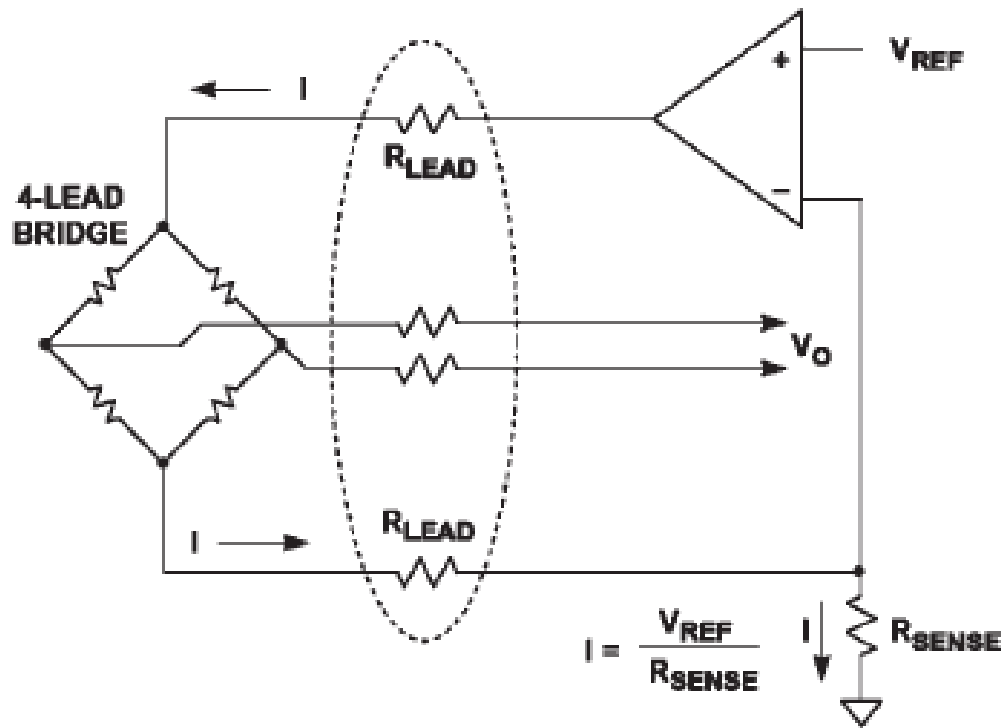 + V_REF
I
R_LEAD
4-LEAD
BRIDGE
−
V_O
R_LEAD
I
I = V_REF / R_SENSE
I
R_SENSE